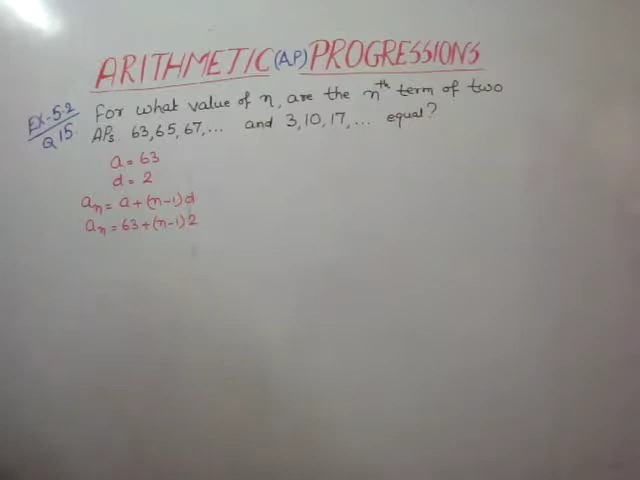 ARITHMETIC (A.P) PROGRESSIONS
EX-5.2
Q15.
For what value of n, are the nth term of two
APs 63, 65, 67, ... and 3, 10, 17, ... equal?
a = 63
d = 2
an = a + (n-1)d
an = 63 + (n-1) 2